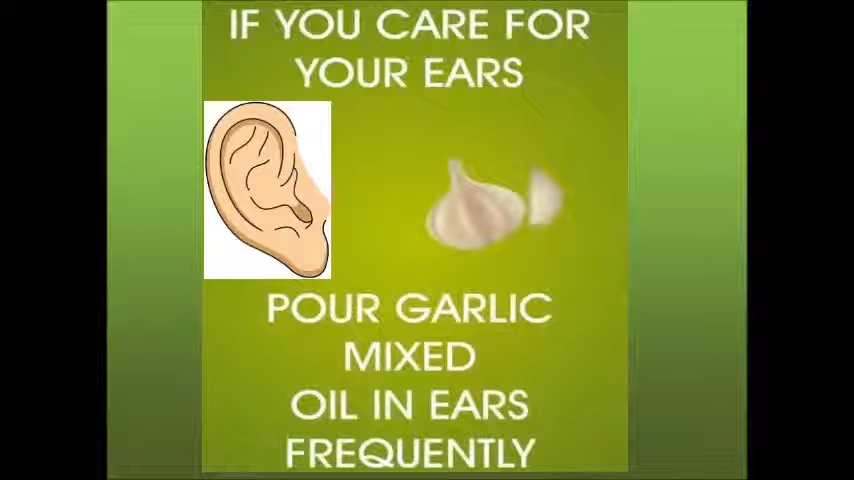 IF YOU CARE FOR
YOUR EARS
POUR GARLIC
MIXED
OIL IN EARS
FREQUENTLY